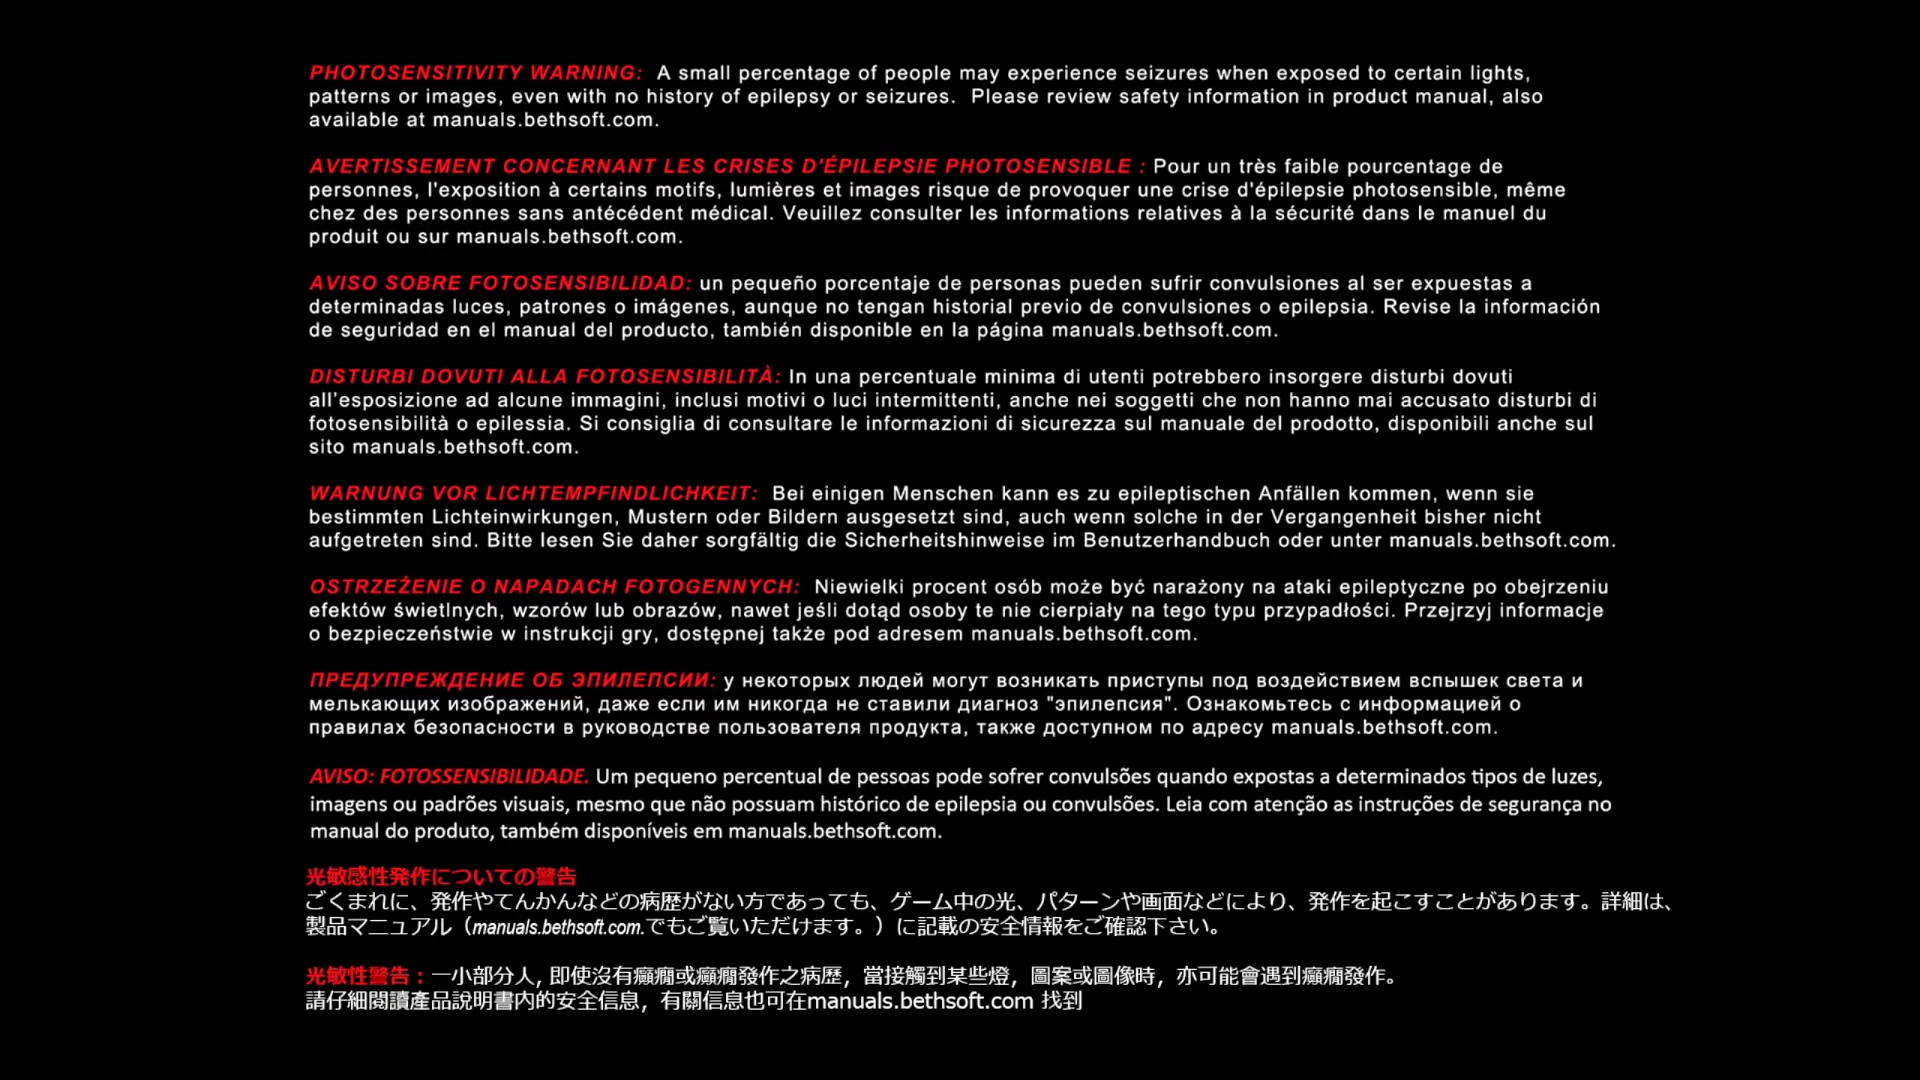 PHOTOSENSITIVITY WARNING:  A small percentage of people may experience seizures when exposed to certain lights,
patterns or images, even with no history of epilepsy or seizures.  Please review safety information in product manual, also
available at manuals.bethsoft.com.
AVERTISSEMENT CONCERNANT LES CRISES D'ÉPILEPSIE PHOTOSENSIBLE : Pour un très faible pourcentage de
personnes, l'exposition à certains motifs, lumières et images risque de provoquer une crise d'épilepsie photosensible, même
chez des personnes sans antécédent médical. Veuillez consulter les informations relatives à la sécurité dans le manuel du
produit ou sur manuals.bethsoft.com.
AVISO SOBRE FOTOSENSIBILIDAD: un pequeño porcentaje de personas pueden sufrir convulsiones al ser expuestas a
determinadas luces, patrones o imágenes, aunque no tengan historial previo de convulsiones o epilepsia. Revise la información
de seguridad en el manual del producto, también disponible en la página manuals.bethsoft.com.
DISTURBI DOVUTI ALLA FOTOSENSIBILITÀ: In una percentuale minima di utenti potrebbero insorgere disturbi dovuti
all’esposizione ad alcune immagini, inclusi motivi o luci intermittenti, anche nei soggetti che non hanno mai accusato disturbi di
fotosensibilità o epilessia. Si consiglia di consultare le informazioni di sicurezza sul manuale del prodotto, disponibili anche sul
sito manuals.bethsoft.com.
WARNUNG VOR LICHTEMPFINDLICHKEIT:  Bei einigen Menschen kann es zu epileptischen Anfällen kommen, wenn sie
bestimmten Lichteinwirkungen, Mustern oder Bildern ausgesetzt sind, auch wenn solche in der Vergangenheit bisher nicht
aufgetreten sind. Bitte lesen Sie daher sorgfältig die Sicherheitshinweise im Benutzerhandbuch oder unter manuals.bethsoft.com.
OSTRZEŻENIE O NAPADACH FOTOGENNYCH:  Niewielki procent osób może być narażony na ataki epileptyczne po obejrzeniu
efektów świetlnych, wzorów lub obrazów, nawet jeśli dotąd osoby te nie cierpiały na tego typu przypadłości. Przejrzyj informacje
o bezpieczeństwie w instrukcji gry, dostępnej także pod adresem manuals.bethsoft.com.
ПРЕДУПРЕЖДЕНИЕ ОБ ЭПИЛЕПСИИ: у некоторых людей могут возникать приступы под воздействием вспышек света и
мелькающих изображений, даже если им никогда не ставили диагноз "эпилепсия". Ознакомьтесь с информацией о
правилах безопасности в руководстве пользователя продукта, также доступном по адресу manuals.bethsoft.com.
AVISO: FOTOSSENSIBILIDADE. Um pequeno percentual de pessoas pode sofrer convulsões quando expostas a determinados tipos de luzes,
imagens ou padrões visuais, mesmo que não possuam histórico de epilepsia ou convulsões. Leia com atenção as instruções de segurança no
manual do produto, também disponíveis em manuals.bethsoft.com.
光敏感性発作についての警告
ごくまれに、発作やてんかんなどの病歴がない方であっても、ゲーム中の光、パターンや画面などにより、発作を起こすことがあります。詳細は、
製品マニュアル（manuals.bethsoft.com.でもご覧いただけます。）に記載の安全情報をご確認下さい。
光敏性警告：一小部分人, 即使沒有癲癇或癲癇發作之病歷，當接觸到某些燈，圖案或圖像時，亦可能會遇到癲癇發作。
請仔細閱讀產品說明書內的安全信息，有關信息也可在manuals.bethsoft.com 找到